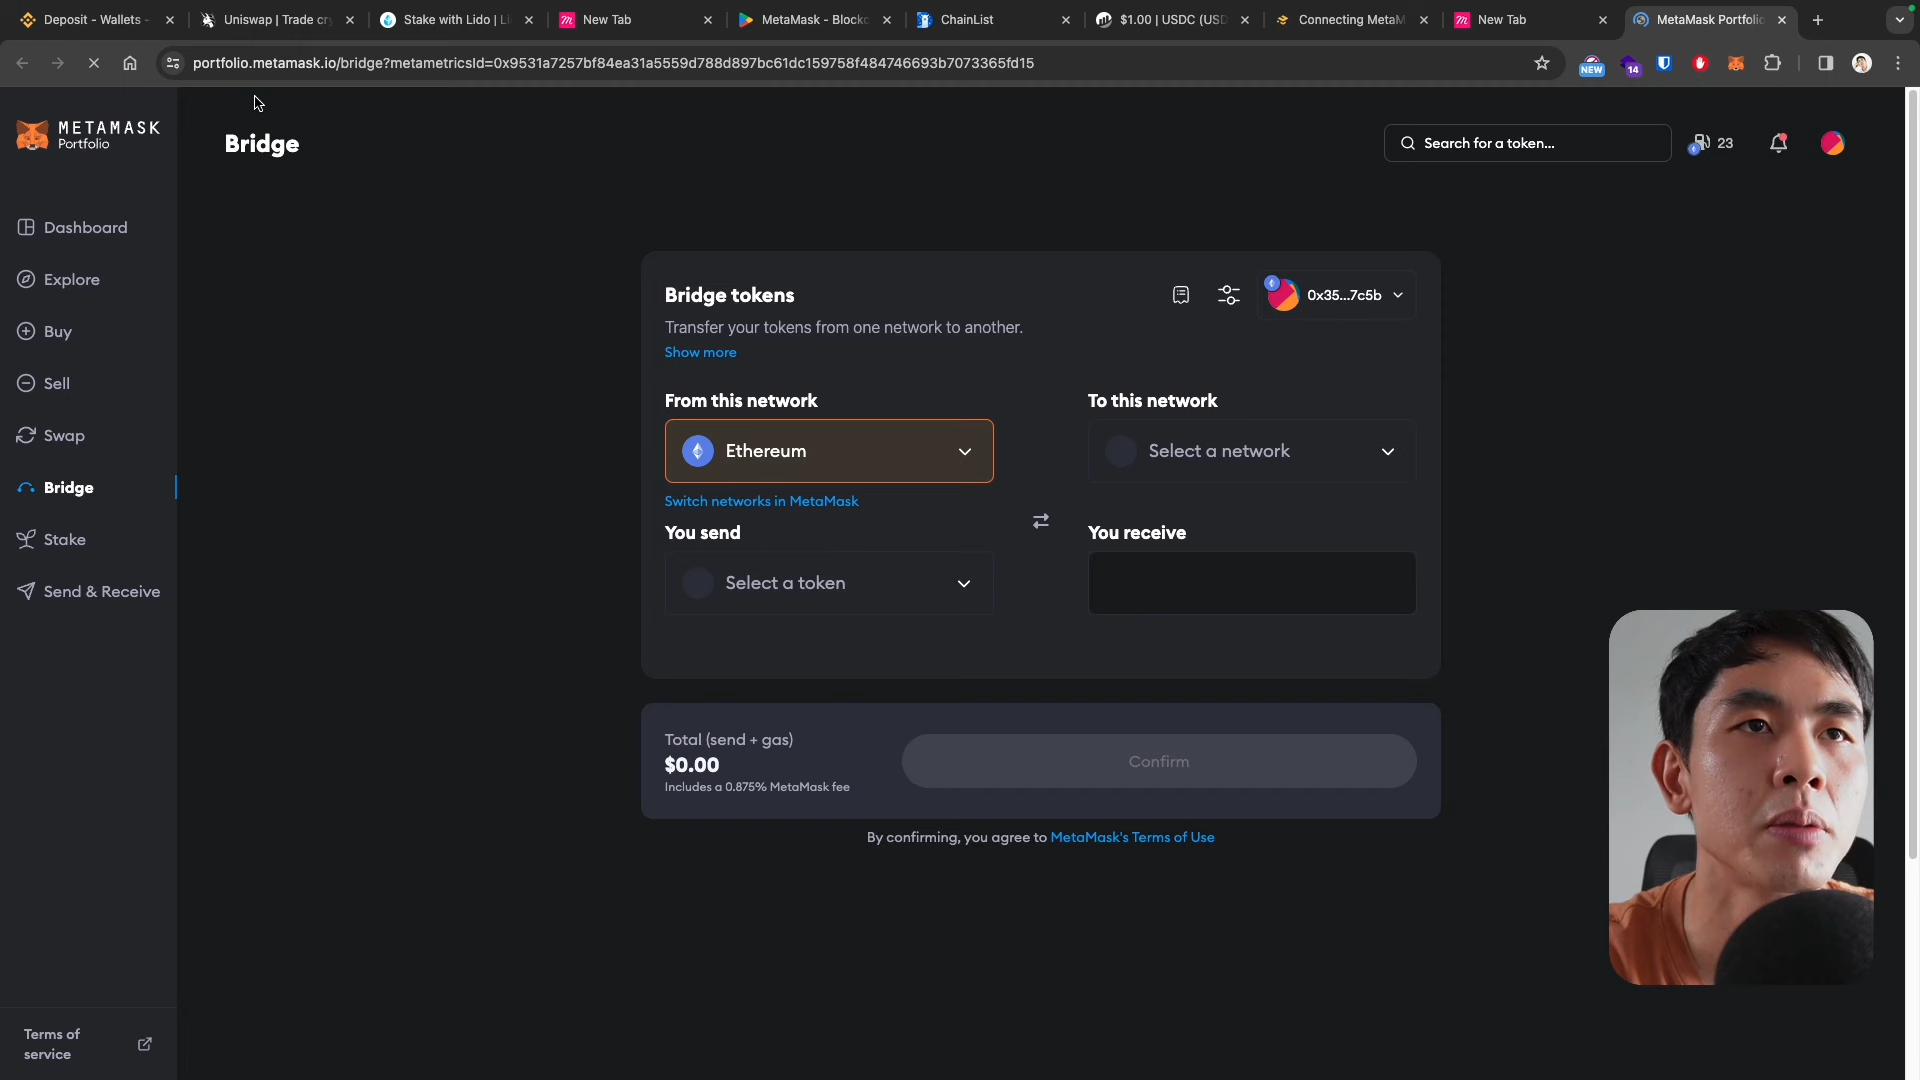 Deposit - Wallets -
Uniswap | Trade cry
Stake with Lido | Li
New Tab
MetaMask - Blockc
ChainList
$1.00 | USDC (USD
Connecting MetaM
New Tab
MetaMask Portfolio
portfolio.metamask.io/bridge?metametricsId=0x9531a7257bf84ea31a5559d788d897bc61dc159758f484746693b7073365fd15
NEW
14
METAMASK
Portfolio
Bridge
Search for a token...
23
Dashboard
Explore
Buy
Sell
Swap
Bridge
Stake
Send & Receive
Terms of
service
Bridge tokens
0x35...7c5b
Transfer your tokens from one network to another.
Show more
From this network
To this network
Ethereum
Select a network
Switch networks in MetaMask
You send
You receive
Select a token
Total (send + gas)
$0.00
Includes a 0.875% MetaMask fee
Confirm
By confirming, you agree to MetaMask's Terms of Use